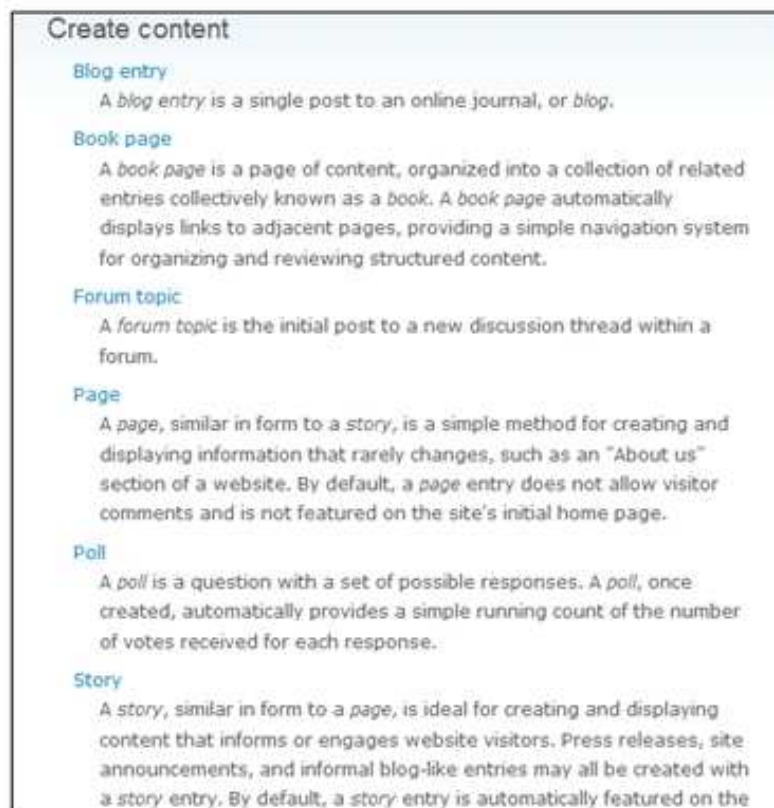 Create content
Blog entry
A blog entry is a single post to an online journal, or blog.
Book page
A book page is a page of content, organized into a collection of related
entries collectively known as a book. A book page automatically
displays links to adjacent pages, providing a simple navigation system
for organizing and reviewing structured content.
Forum topic
A forum topic is the initial post to a new discussion thread within a
forum.
Page
A page, similar in form to a story, is a simple method for creating and
displaying information that rarely changes, such as an "About us"
section of a website. By default, a page entry does not allow visitor
comments and is not featured on the site's initial home page.
Poll
A poll is a question with a set of possible responses. A poll, once
created, automatically provides a simple running count of the number
of votes received for each response.
Story
A story, similar in form to a page, is ideal for creating and displaying
content that informs or engages website visitors. Press releases, site
announcements, and informal blog-like entries may all be created with
a story entry. By default, a story entry is automatically featured on the